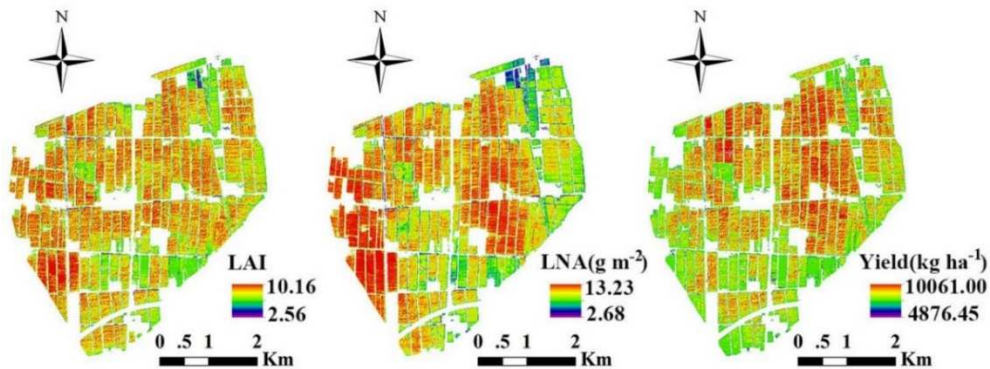 N
N
N
LAI
10.16
2.56
0 .5 1 2
Km
LNA(g m⁻²)
13.23
2.68
0 .5 1 2
Km
Yield(kg ha⁻¹)
10061.00
4876.45
0 .5 1 2
Km